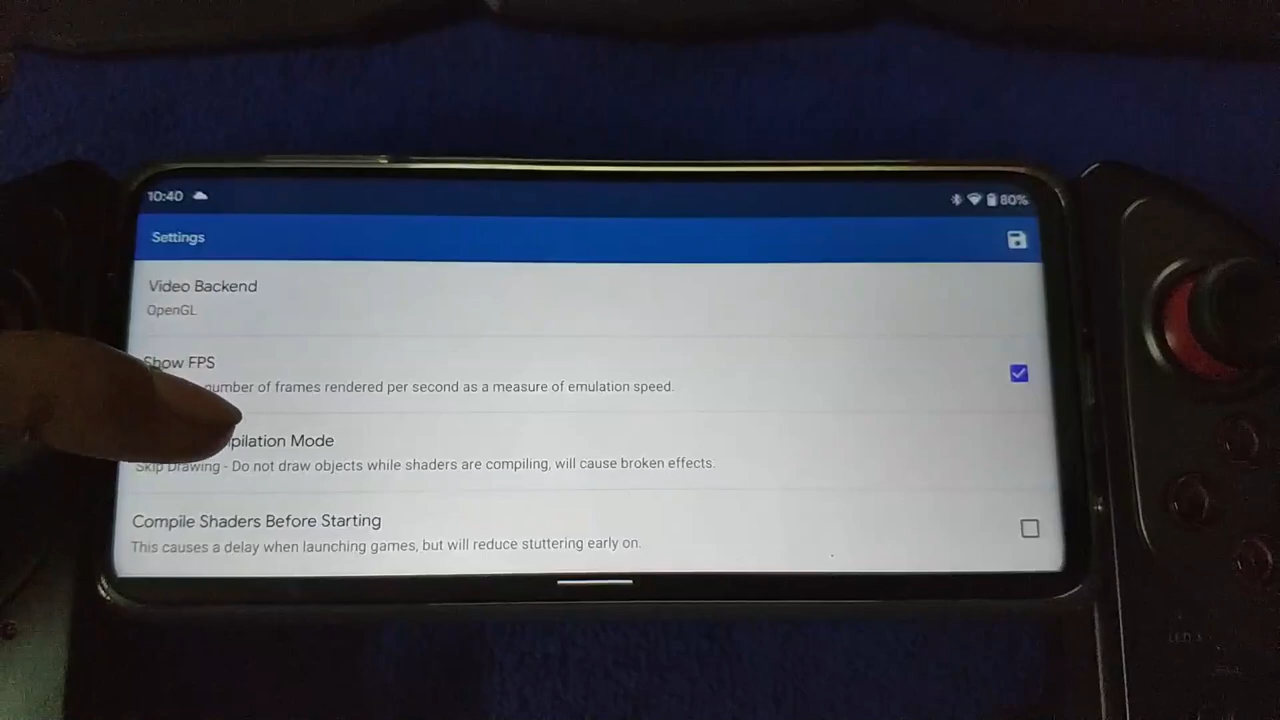 10:40
80%
Settings
Video Backend
OpenGL
Show FPS
number of frames rendered per second as a measure of emulation speed.
pilation Mode
Skip Drawing - Do not draw objects while shaders are compiling, will cause broken effects.
Compile Shaders Before Starting
This causes a delay when launching games, but will reduce stuttering early on.